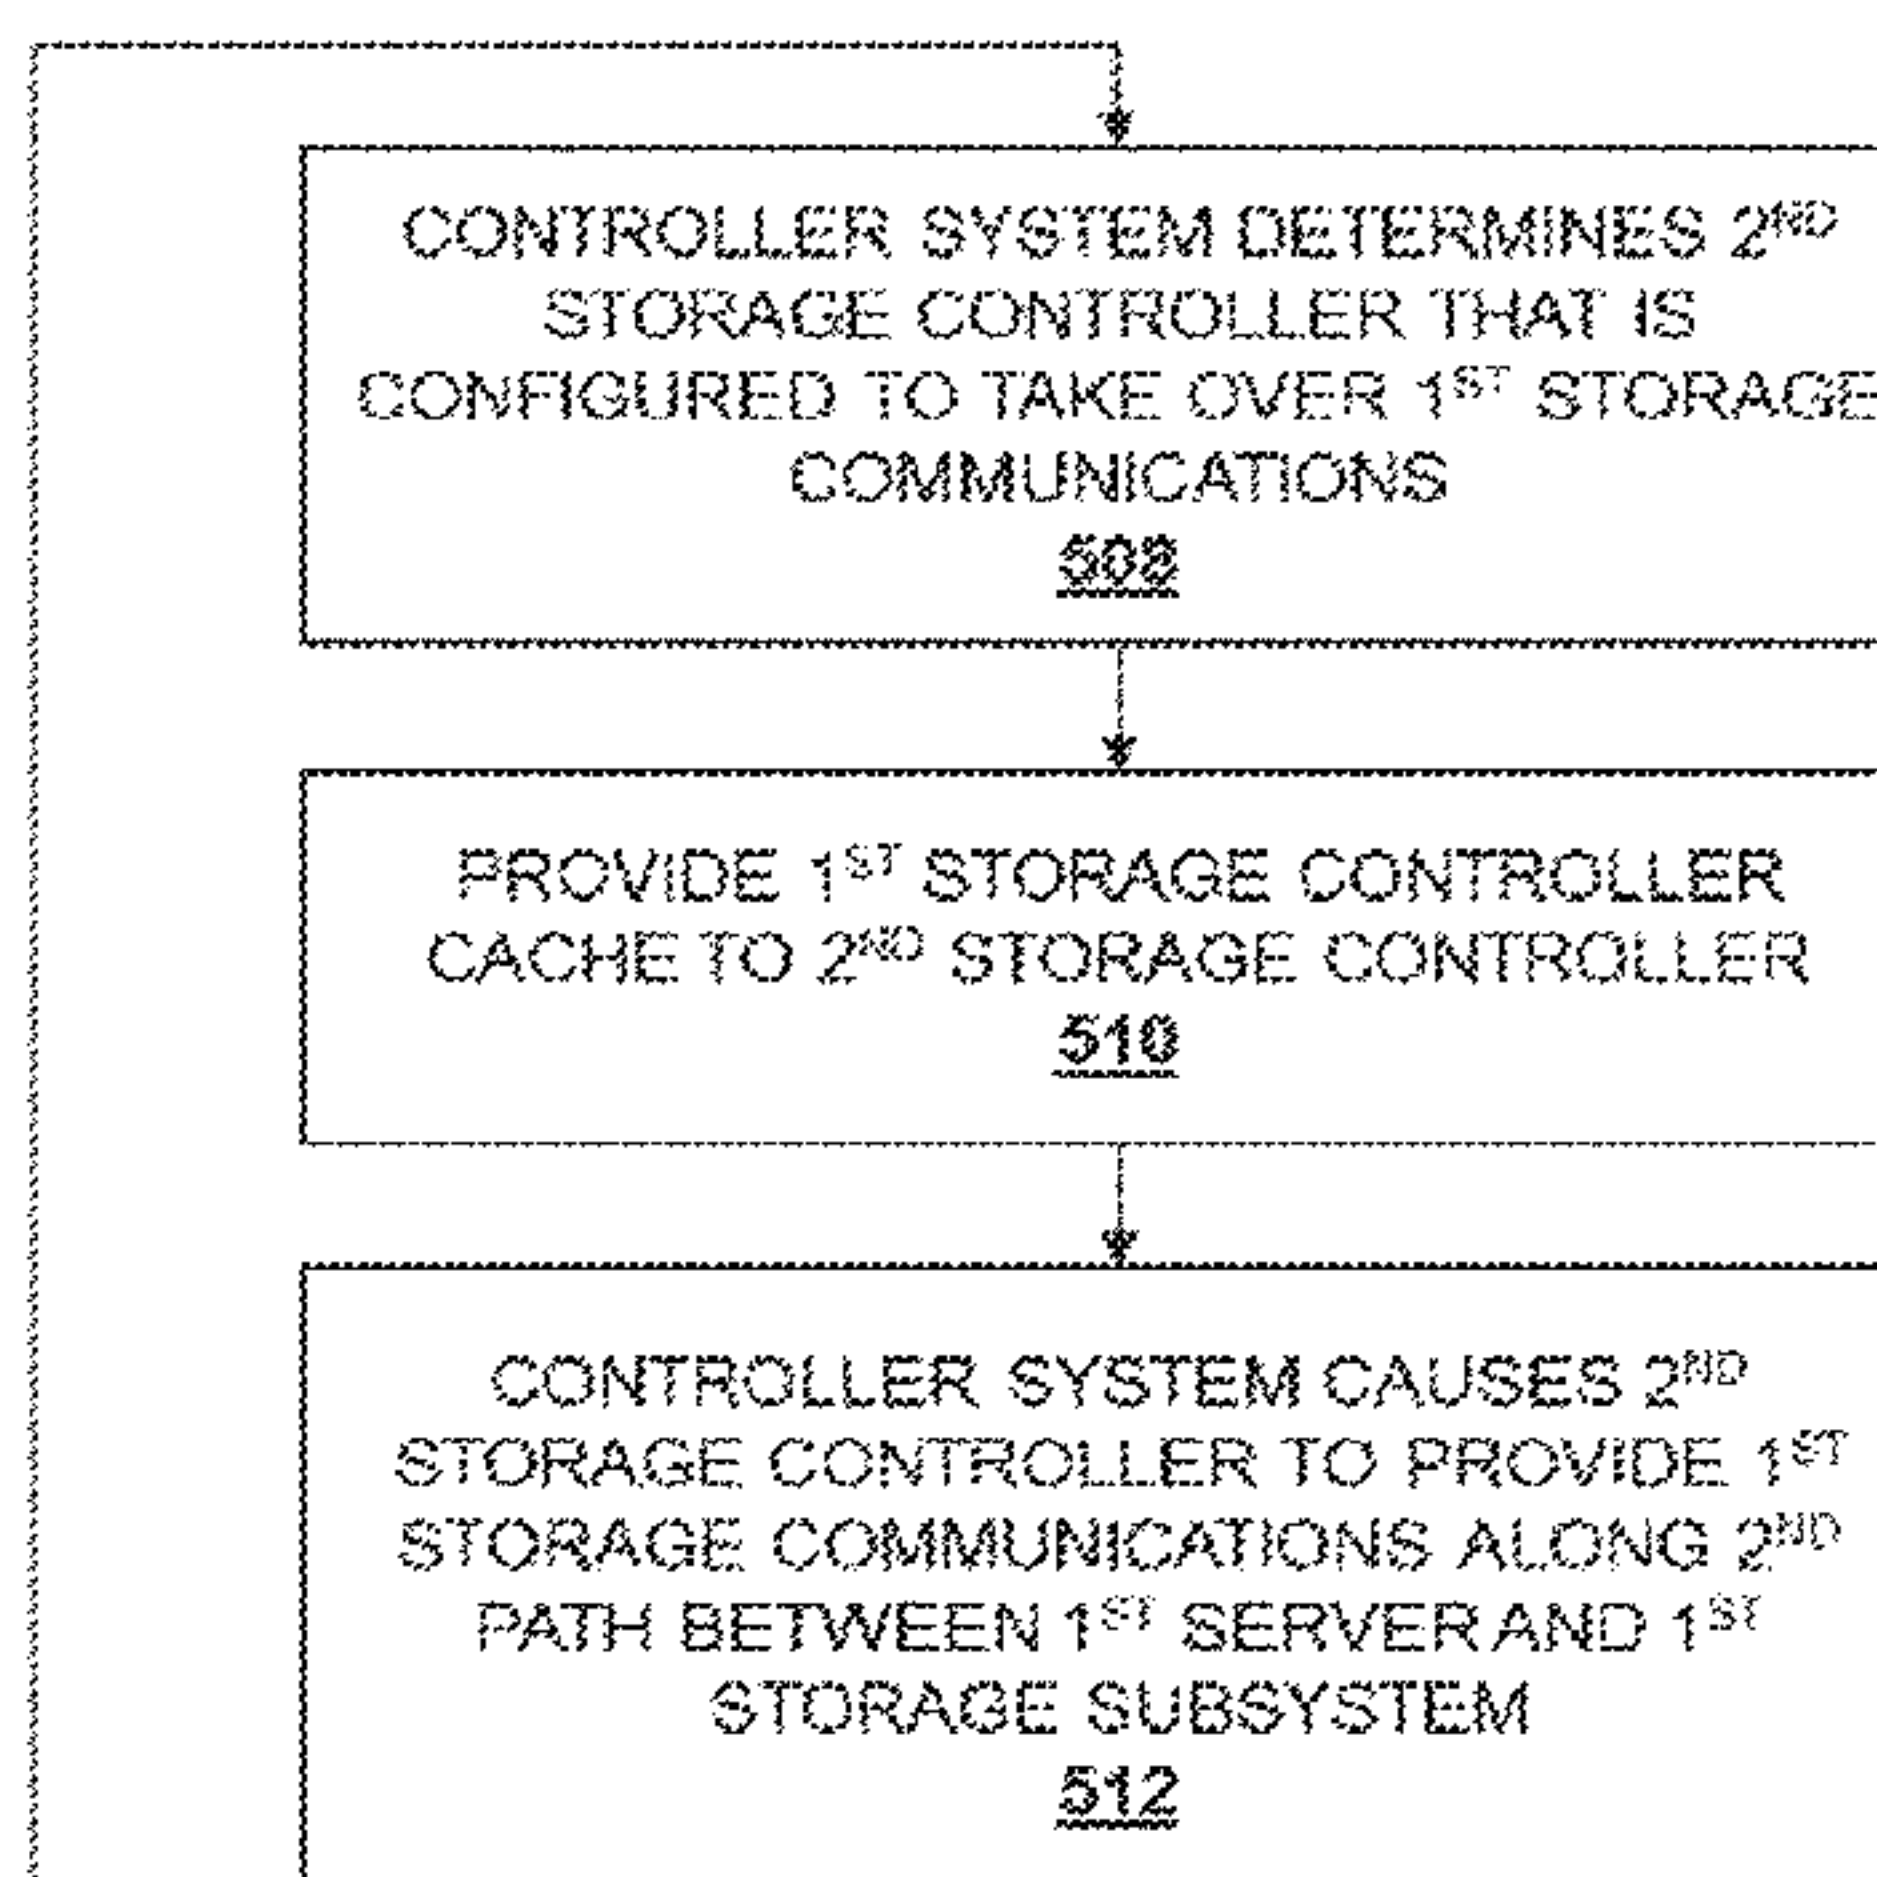 CONTROLLER SYSTEM DETERMINES 2ND
STORAGE CONTROLLER THAT IS
CONFIGURED TO TAKE OVER 1ST STORAGE
COMMUNICATIONS
508
PROVIDE 1ST STORAGE CONTROLLER
CACHE TO 2ND STORAGE CONTROLLER
510
CONTROLLER SYSTEM CAUSES 2ND
STORAGE CONTROLLER TO PROVIDE 1ST
STORAGE COMMUNICATIONS ALONG 2ND
PATH BETWEEN 1ST SERVER AND 1ST
STORAGE SUBSYSTEM
512